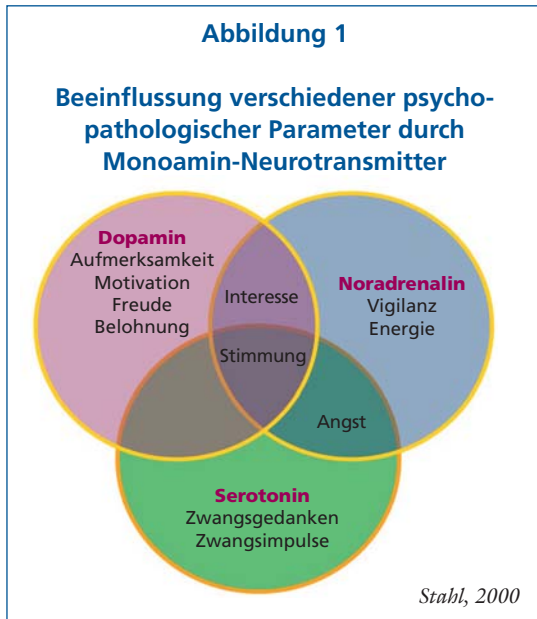 Abbildung 1
Beeinflussung verschiedener psycho-
pathologischer Parameter durch
Monoamin-Neurotransmitter
Dopamin
Aufmerksamkeit
Motivation
Freude
Belohnung
Interesse
Noradrenalin
Vigilanz
Energie
Stimmung
Angst
Serotonin
Zwangsgedanken
Zwangsimpulse
Stahl, 2000